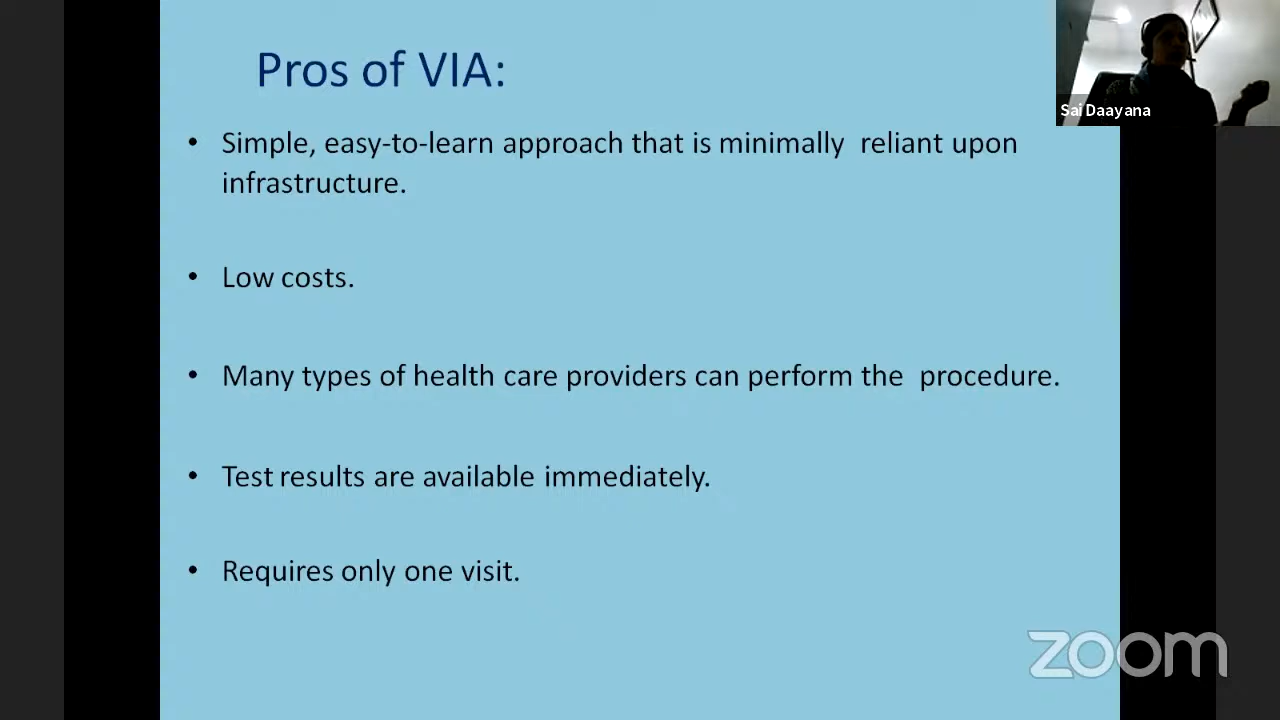 Pros of VIA:
Sai Daayana
• Simple, easy-to-learn approach that is minimally reliant upon
infrastructure.
• Low costs.
• Many types of health care providers can perform the procedure.
• Test results are available immediately.
• Requires only one visit.
zoom